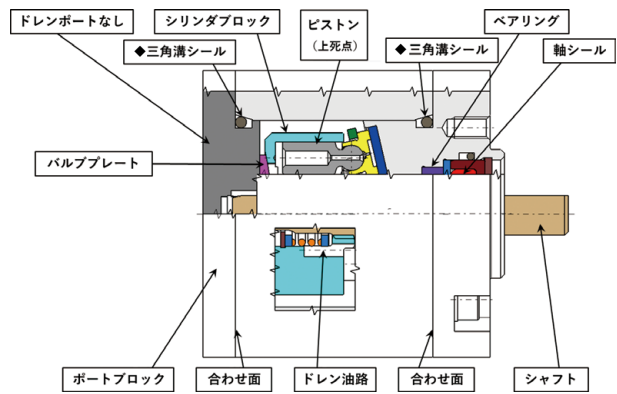 ドレンポートなし
シリンダブロック
ピストン
（上死点）
ベアリング
◆三角溝シール
◆三角溝シール
軸シール
バルブプレート
ポートブロック
合わせ面
ドレン油路
合わせ面
シャフト